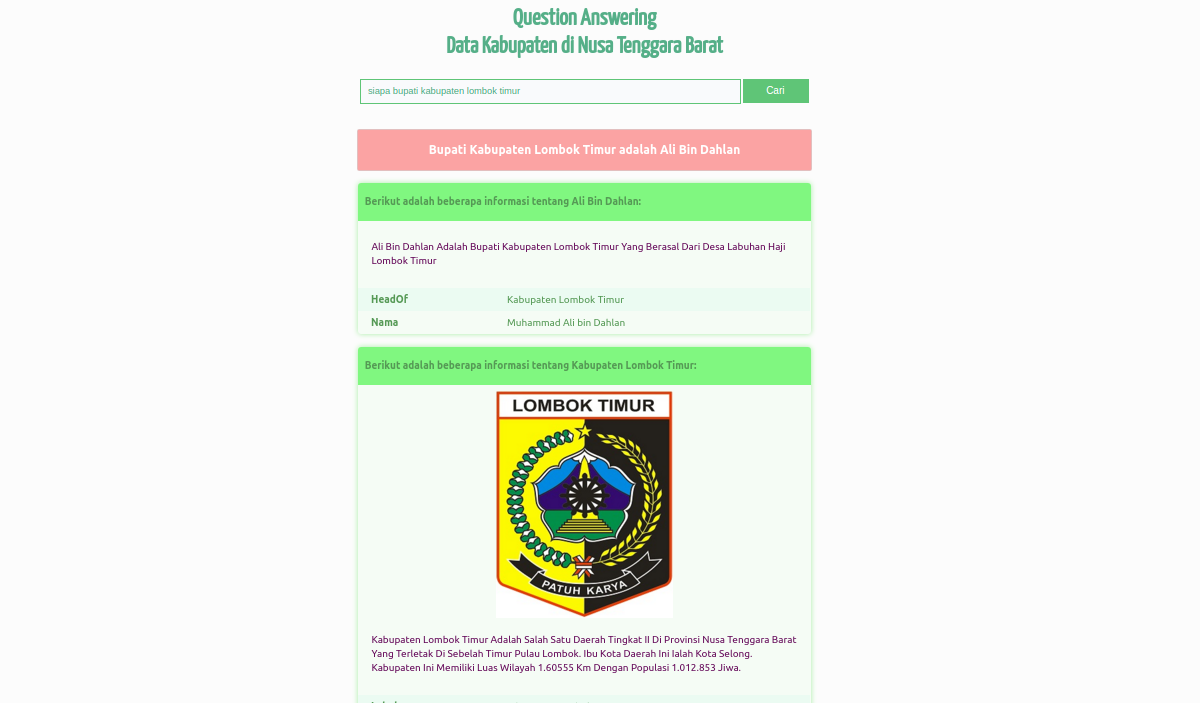 Question Answering
Data Kabupaten di Nusa Tenggara Barat
siapa bupati kabupaten lombok timur
Cari
Bupati Kabupaten Lombok Timur adalah Ali Bin Dahlan
Berikut adalah beberapa informasi tentang Ali Bin Dahlan:
Ali Bin Dahlan Adalah Bupati Kabupaten Lombok Timur Yang Berasal Dari Desa Labuhan Haji
Lombok Timur
HeadOf Kabupaten Lombok Timur
Nama Muhammad Ali bin Dahlan
Berikut adalah beberapa informasi tentang Kabupaten Lombok Timur:
LOMBOK TIMUR
PATUH KARYA
Kabupaten Lombok Timur Adalah Salah Satu Daerah Tingkat II Di Provinsi Nusa Tenggara Barat
Yang Terletak Di Sebelah Timur Pulau Lombok. Ibu Kota Daerah Ini Ialah Kota Selong.
Kabupaten Ini Memiliki Luas Wilayah 1.60555 Km Dengan Populasi 1.012.853 Jiwa.